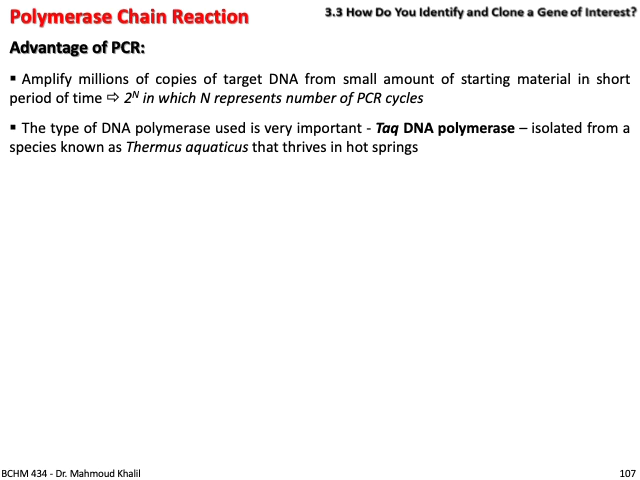 Polymerase Chain Reaction
3.3 How Do You Identify and Clone a Gene of Interest?
Advantage of PCR:
▪ Amplify millions of copies of target DNA from small amount of starting material in short
period of time ⇨ 2ᴺ in which N represents number of PCR cycles
▪ The type of DNA polymerase used is very important - Taq DNA polymerase – isolated from a
species known as Thermus aquaticus that thrives in hot springs
BCHM 434 - Dr. Mahmoud Khalil
107